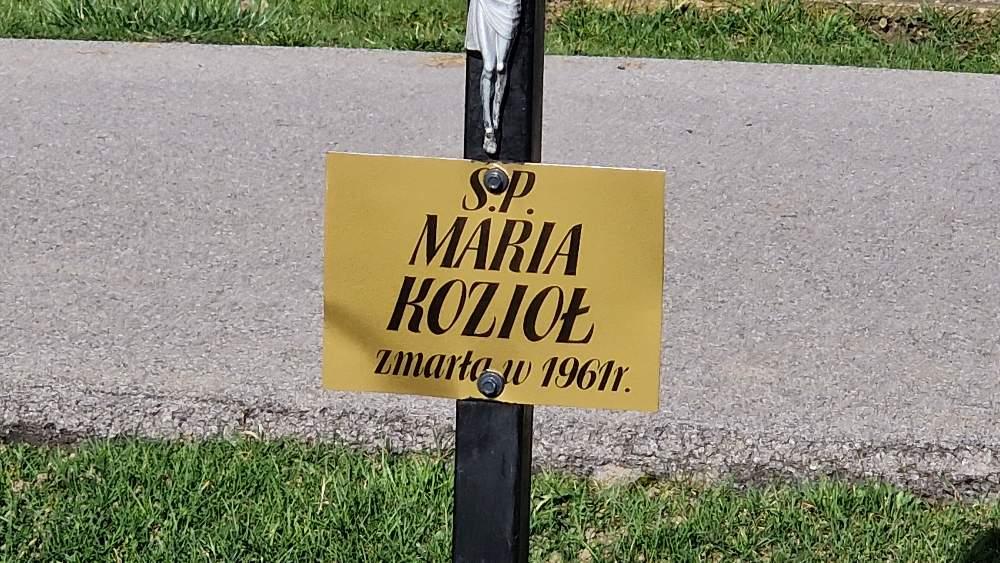 Ś.P.
MARIA
KOZIOŁ
zmarła w 1961r.